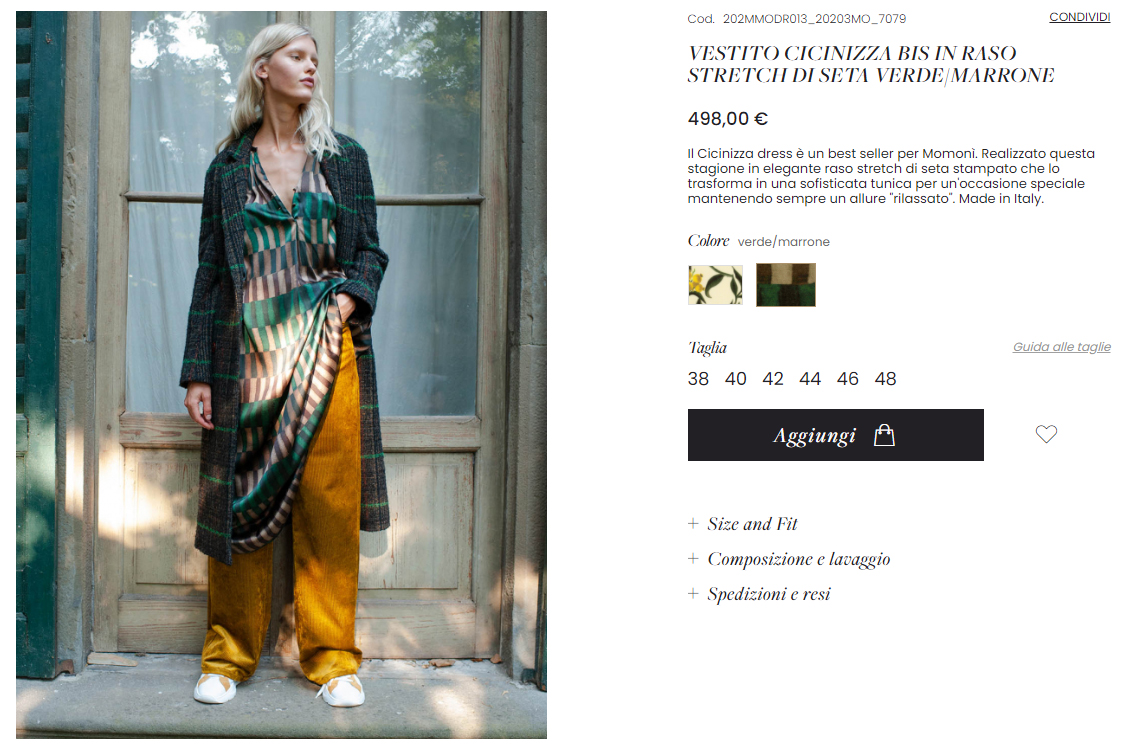 Cod. 202MMODR013_20203MO_7079
CONDIVIDI
VESTITO CICINIZZA BIS IN RASO
STRETCH DI SETA VERDE/MARRONE
498,00 €
Il Cicinizza dress è un best seller per Momonì. Realizzato questa
stagione in elegante raso stretch di seta stampato che lo
trasforma in una sofisticata tunica per un'occasione speciale
mantenendo sempre un allure "rilassato". Made in Italy.
Colore verde/marrone
Taglia
Guida alle taglie
38 40 42 44 46 48
Aggiungi
+ Size and Fit
+ Composizione e lavaggio
+ Spedizioni e resi